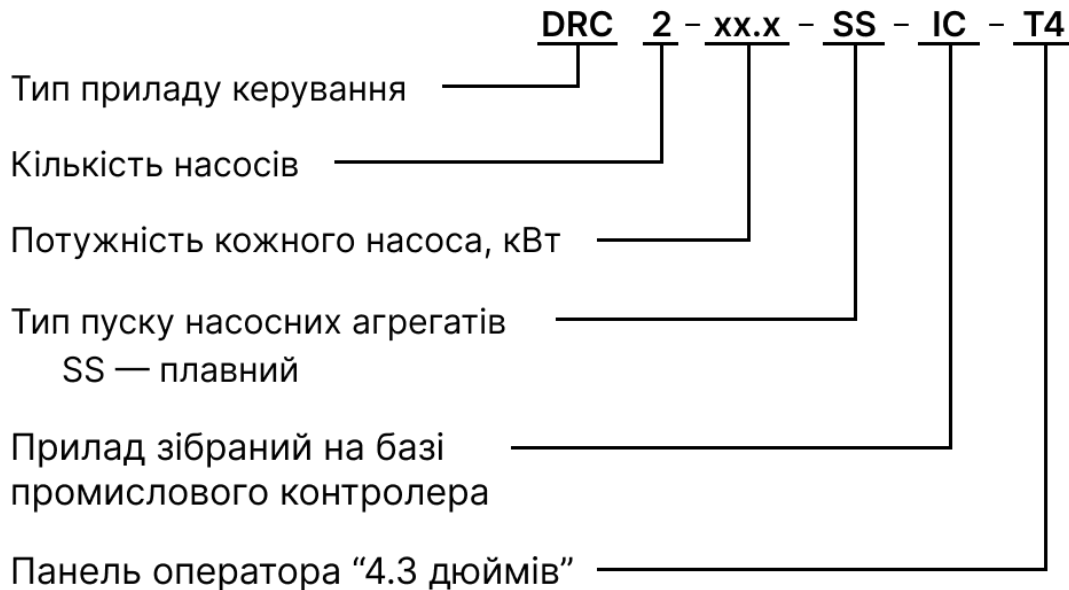 DRC 2 – xx.x – SS – IC – T4
Тип приладу керування
Кількість насосів
Потужність кожного насоса, кВт
Тип пуску насосних агрегатів
SS — плавний
Прилад зібраний на базі
промислового контролера
Панель оператора “4.3 дюймів”